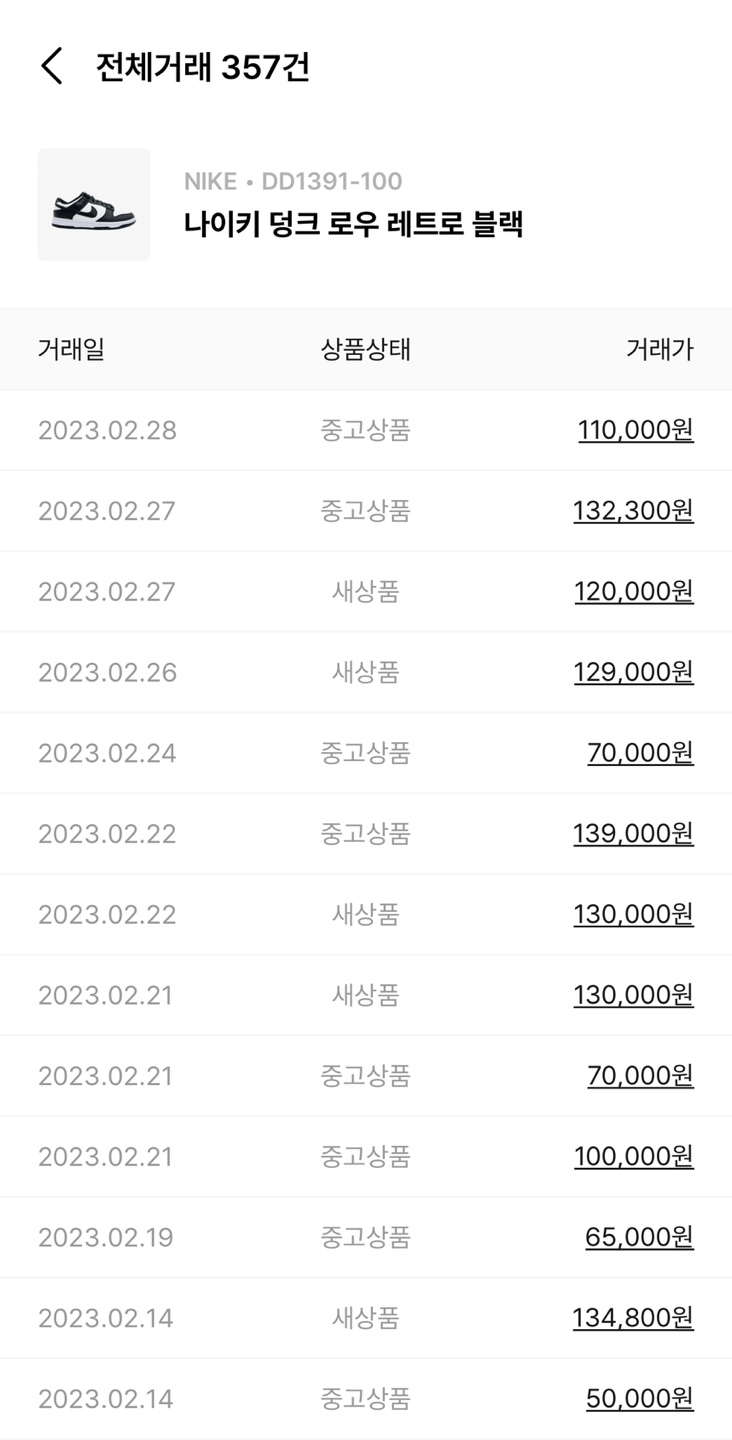 전체거래 357건
NIKE • DD1391-100
나이키 덩크 로우 레트로 블랙
거래일 상품상태 거래가
2023.02.28 중고상품 110,000원
2023.02.27 중고상품 132,300원
2023.02.27 새상품 120,000원
2023.02.26 새상품 129,000원
2023.02.24 중고상품 70,000원
2023.02.22 중고상품 139,000원
2023.02.22 새상품 130,000원
2023.02.21 새상품 130,000원
2023.02.21 중고상품 70,000원
2023.02.21 중고상품 100,000원
2023.02.19 중고상품 65,000원
2023.02.14 새상품 134,800원
2023.02.14 중고상품 50,000원